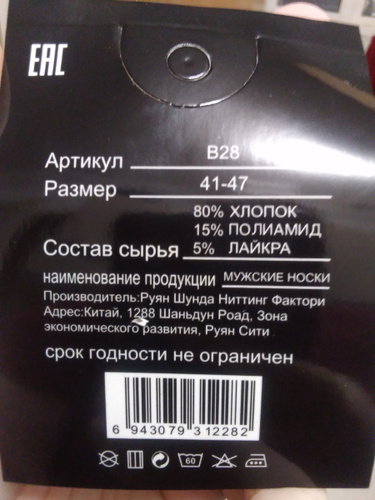 ЕАС
Артикул B28
Размер 41-47
80% ХЛОПОК
15% ПОЛИАМИД
Состав сырья 5% ЛАЙКРА
наименование продукции МУЖСКИЕ НОСКИ
Производитель:Руян Шунда Ниттинг Фактори
Адрес:Китай, 1288 Шаньдун Роад, Зона
экономического развития, Руян Сити
срок годности не ограничен
6 943079 312282
60